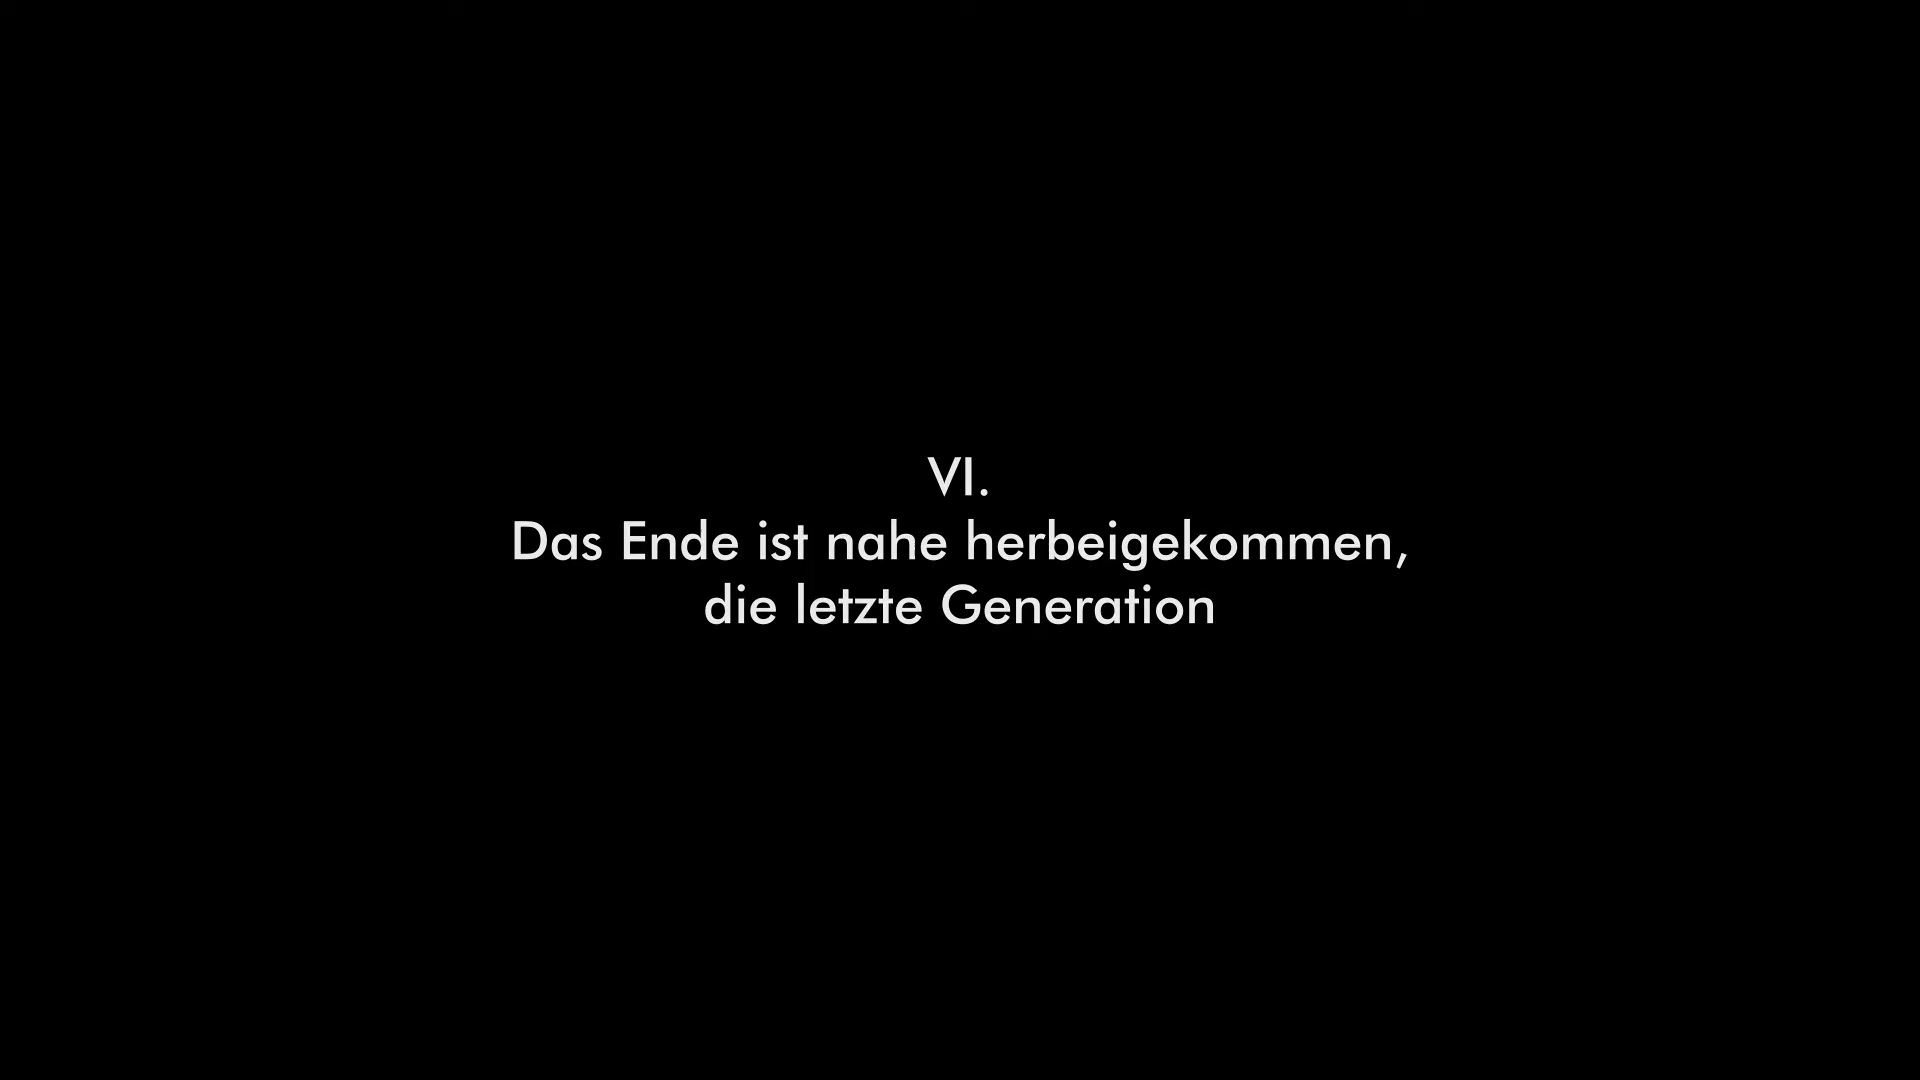 VI.
Das Ende ist nahe herbeigekommen,
die letzte Generation